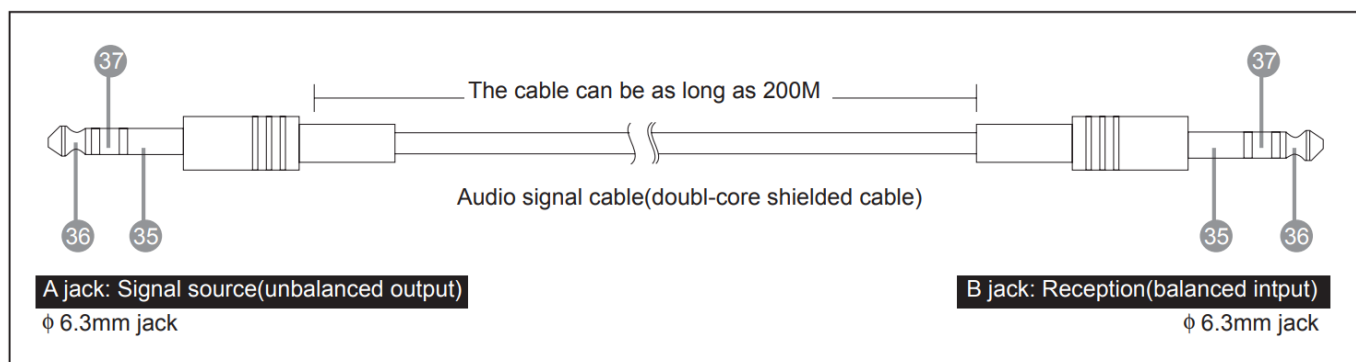 37
37
The cable can be as long as 200M
Audio signal cable(doubl-core shielded cable)
36
35
35
36
A jack: Signal source(unbalanced output)
B jack: Reception(balanced intput)
ϕ 6.3mm jack
ϕ 6.3mm jack